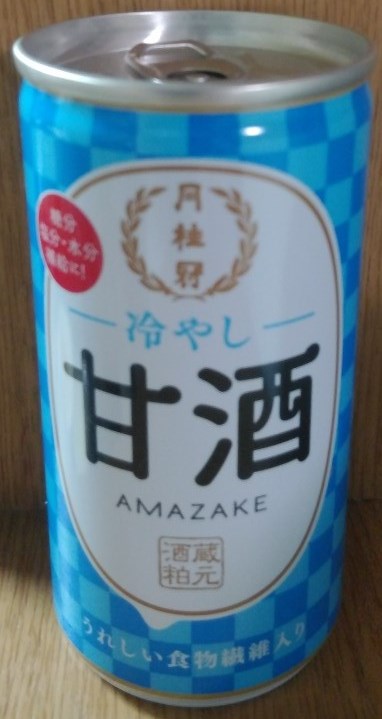 月
桂
冠
糖分
塩分・水分
補給に!
冷やし
甘酒
AMAZAKE
蔵元
酒粕
うれしい食物繊維入り